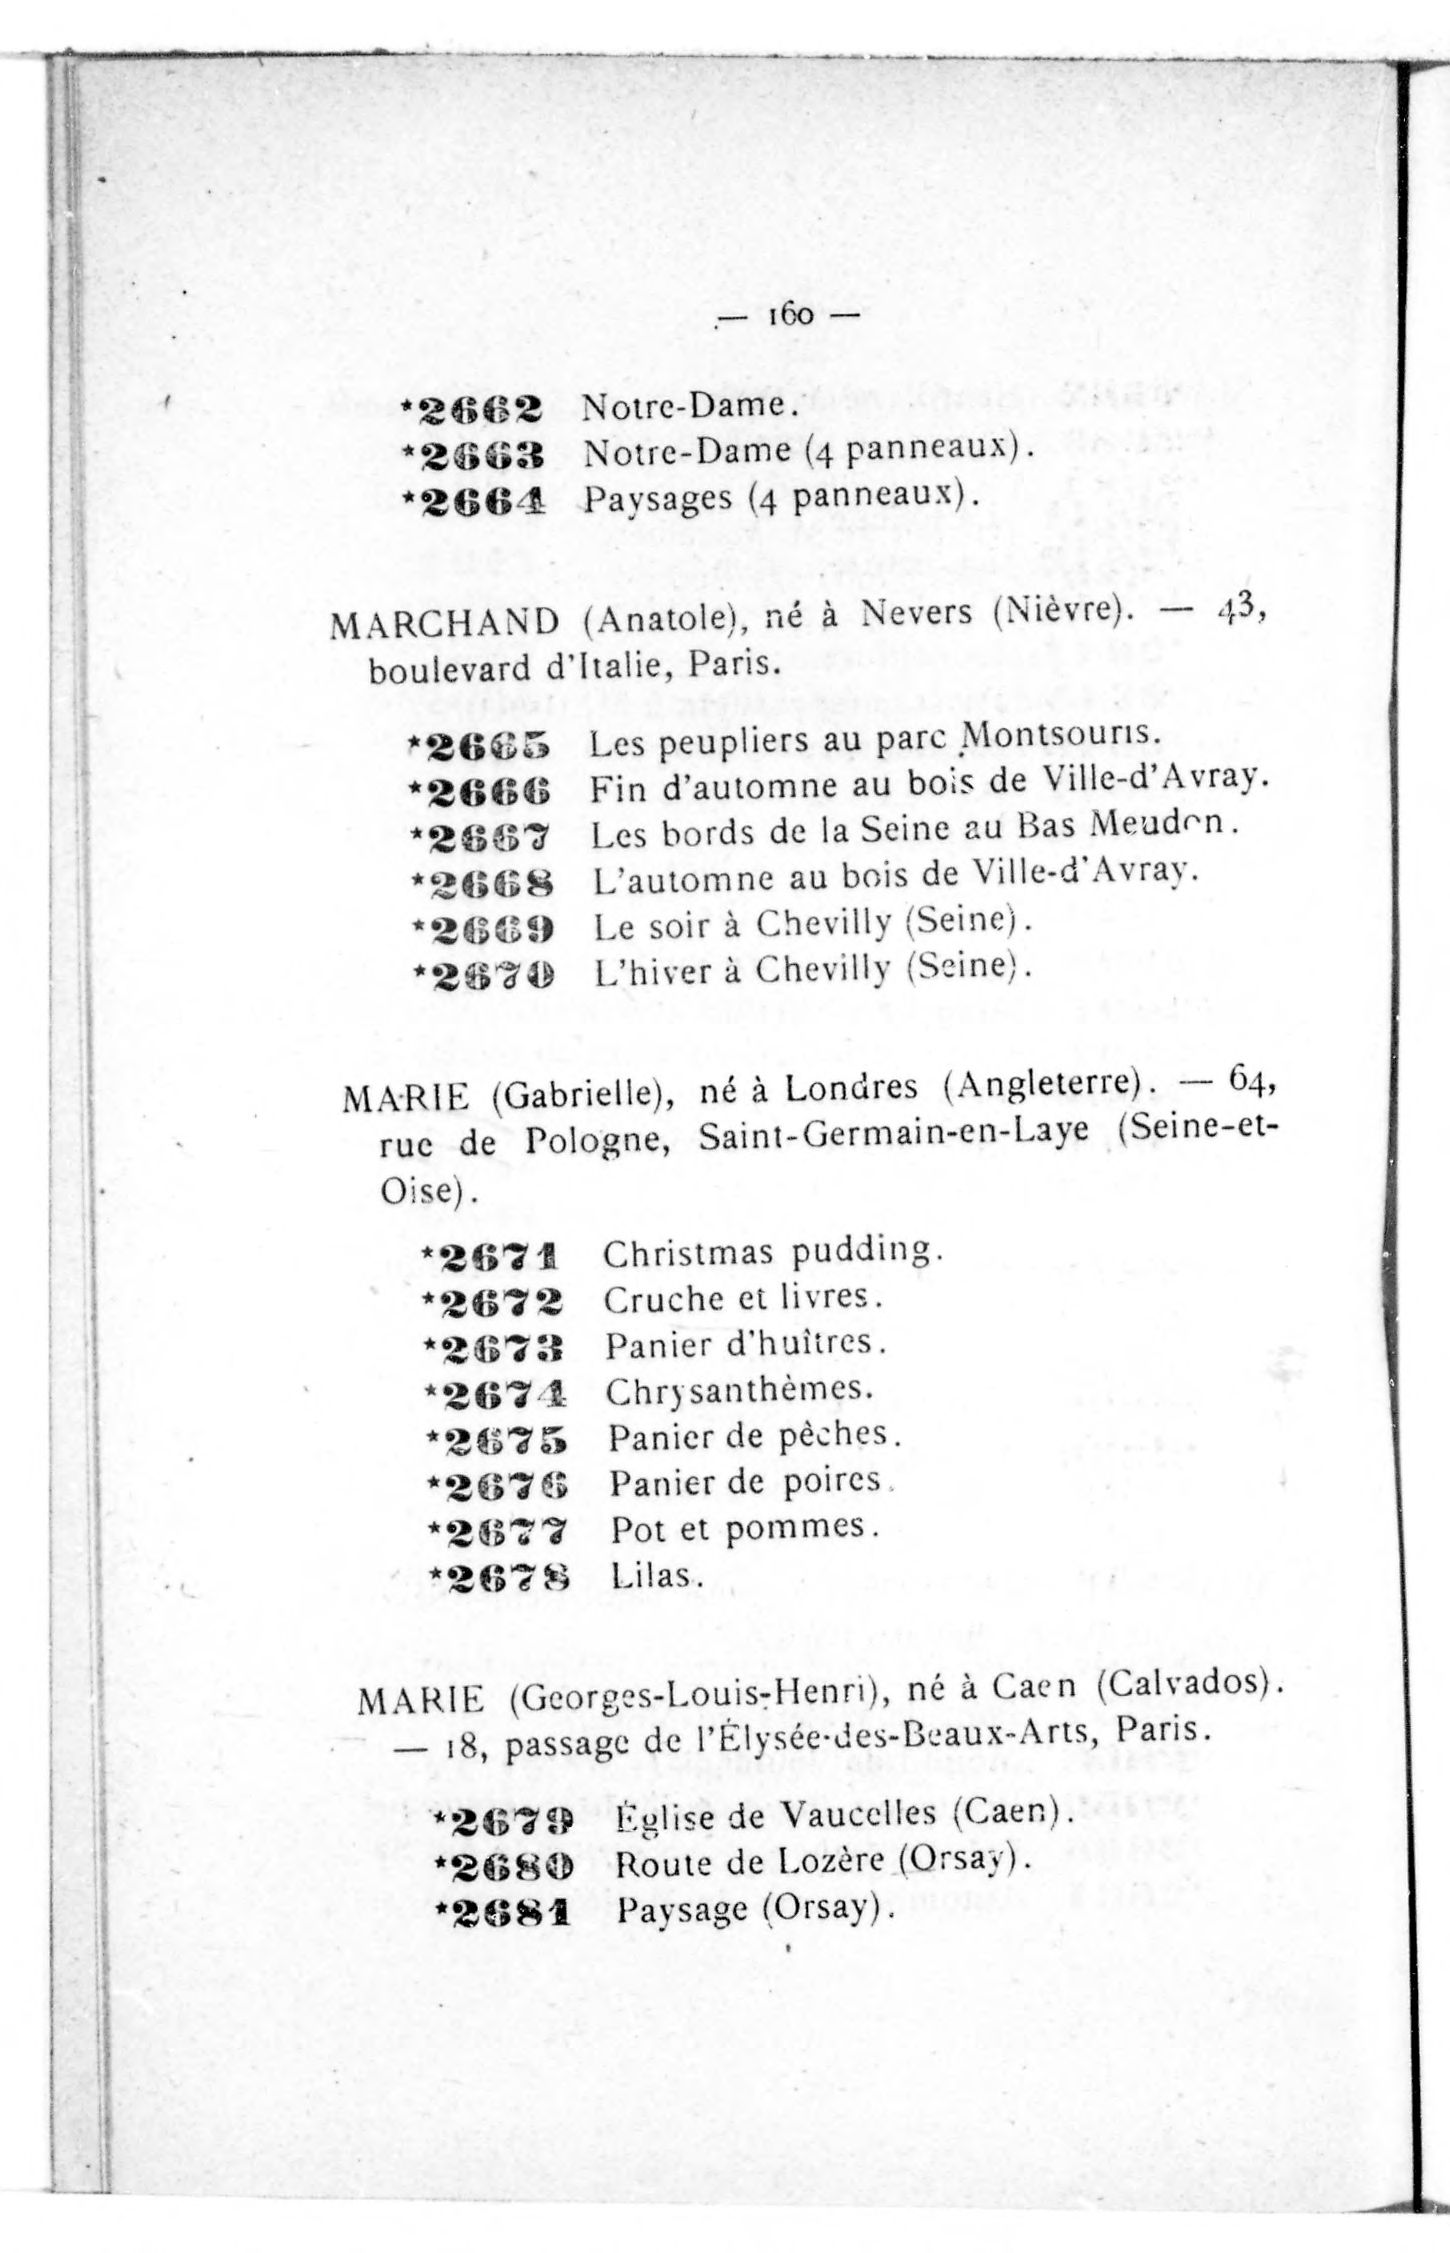 — 160 —
*2662 Notre-Dame.
*2663 Notre-Dame (4 panneaux).
*2664 Paysages (4 panneaux).
MARCHAND (Anatole), né à Nevers (Nièvre). — 43,
boulevard d'Italie, Paris.
*2665 Les peupliers au parc Montsouris.
*2666 Fin d'automne au bois de Ville-d'Avray.
*2667 Les bords de la Seine au Bas Meudon.
*2668 L'automne au bois de Ville-d'Avray.
*2669 Le soir à Chevilly (Seine).
*2670 L'hiver à Chevilly (Seine).
MARIE (Gabrielle), né à Londres (Angleterre). — 64,
rue de Pologne, Saint-Germain-en-Laye (Seine-et-
Oise).
*2671 Christmas pudding.
*2672 Cruche et livres.
*2673 Panier d'huîtres.
*2674 Chrysanthèmes.
*2675 Panier de pêches.
*2676 Panier de poires.
*2677 Pot et pommes.
*2678 Lilas.
MARIE (Georges-Louis-Henri), né à Caen (Calvados).
— 18, passage de l'Élysée-des-Beaux-Arts, Paris.
*2679 Église de Vaucelles (Caen).
*2680 Route de Lozère (Orsay).
*2681 Paysage (Orsay).